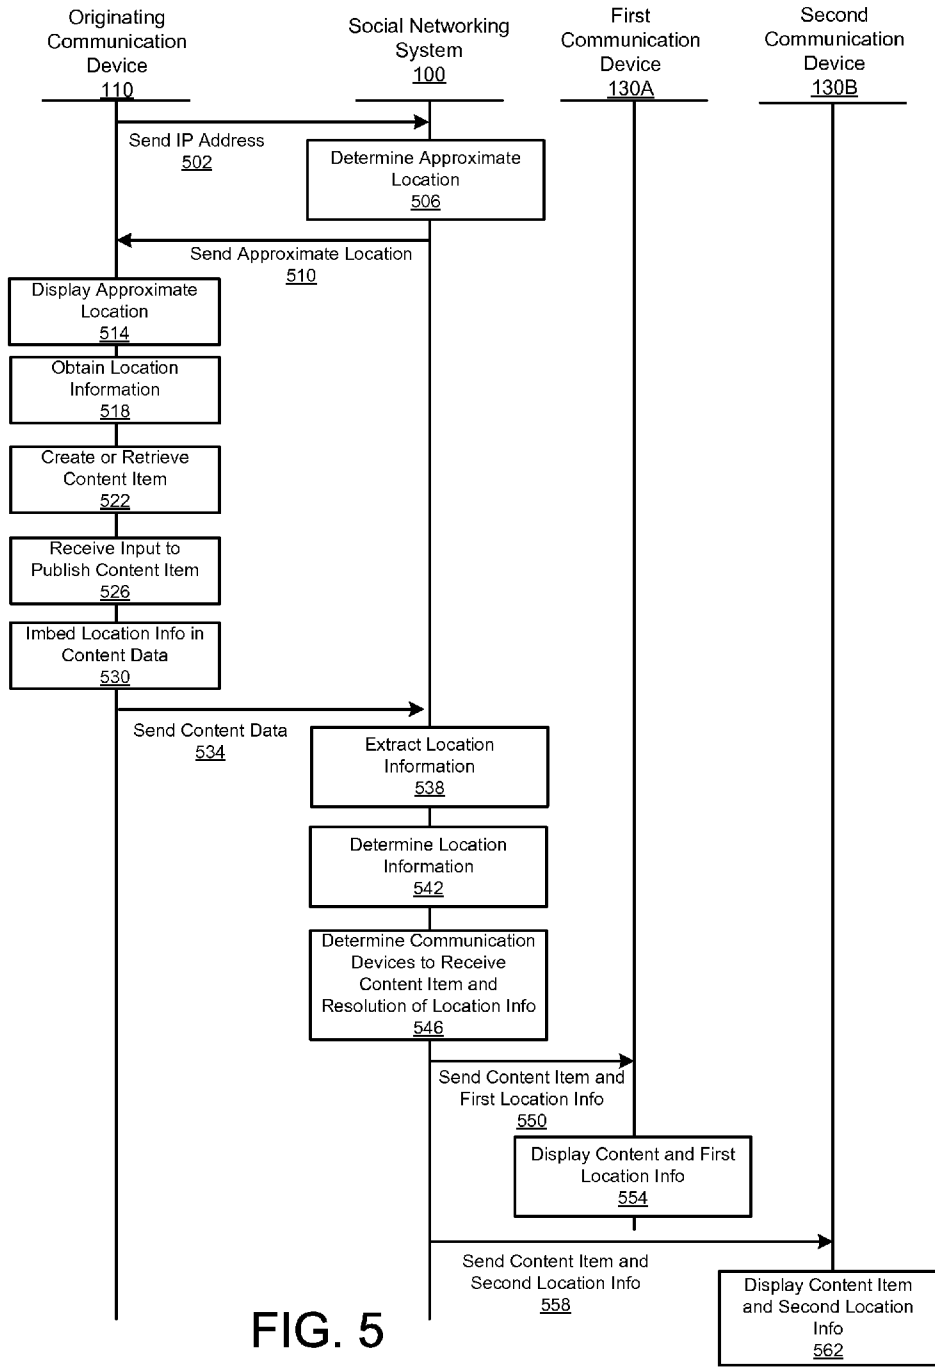 Originating
Communication
Device
110
Social Networking
System
100
First
Communication
Device
130A
Second
Communication
Device
130B
Send IP Address
502
Determine Approximate
Location
506
Send Approximate Location
510
Display Approximate
Location
514
Obtain Location
Information
518
Create or Retrieve
Content Item
522
Receive Input to
Publish Content Item
526
Imbed Location Info in
Content Data
530
Send Content Data
534
Extract Location
Information
538
Determine Location
Information
542
Determine Communication
Devices to Receive
Content Item and
Resolution of Location Info
546
Send Content Item and
First Location Info
550
Display Content and First
Location Info
554
Send Content Item and
Second Location Info
558
Display Content Item
and Second Location
Info
562
FIG. 5